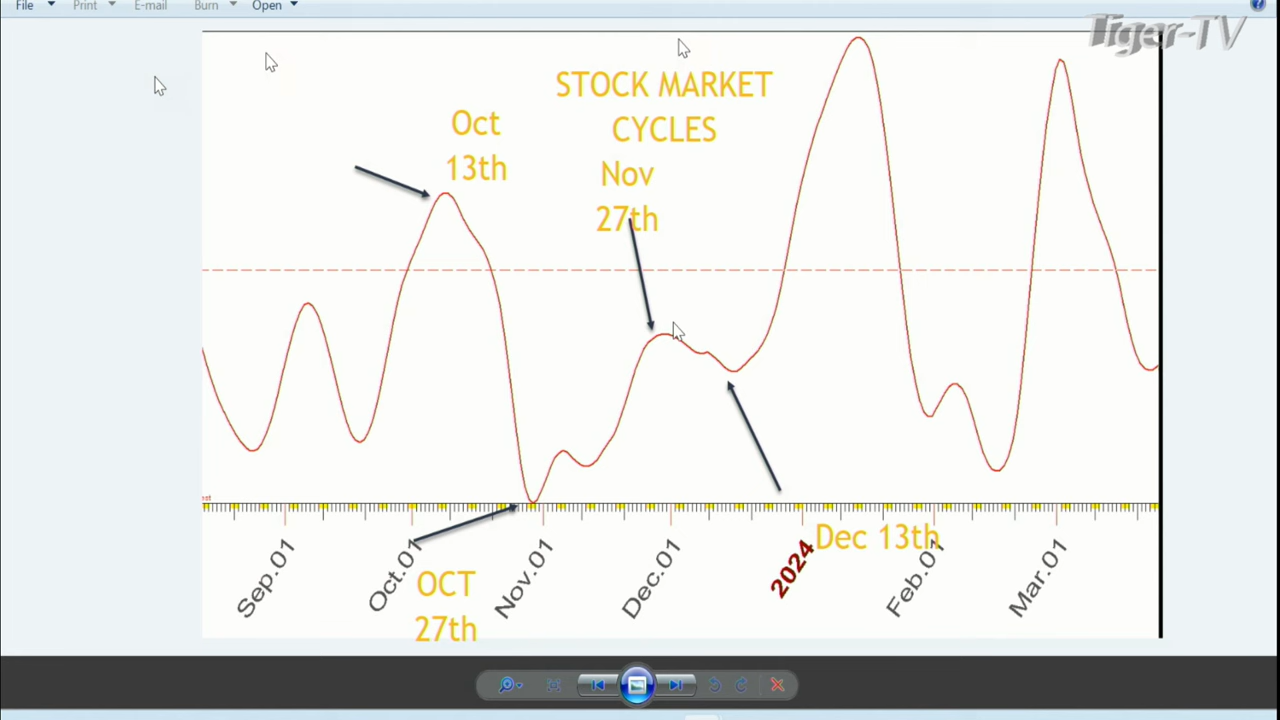 File
Print
E-mail
Burn
Open
?
Tiger-TV
STOCK MARKET
CYCLES
Oct
13th
Nov
27th
Sep.01
Oct.01
Nov.01
Dec.01
2024
Feb.01
Mar.01
Dec 13th
OCT
27th